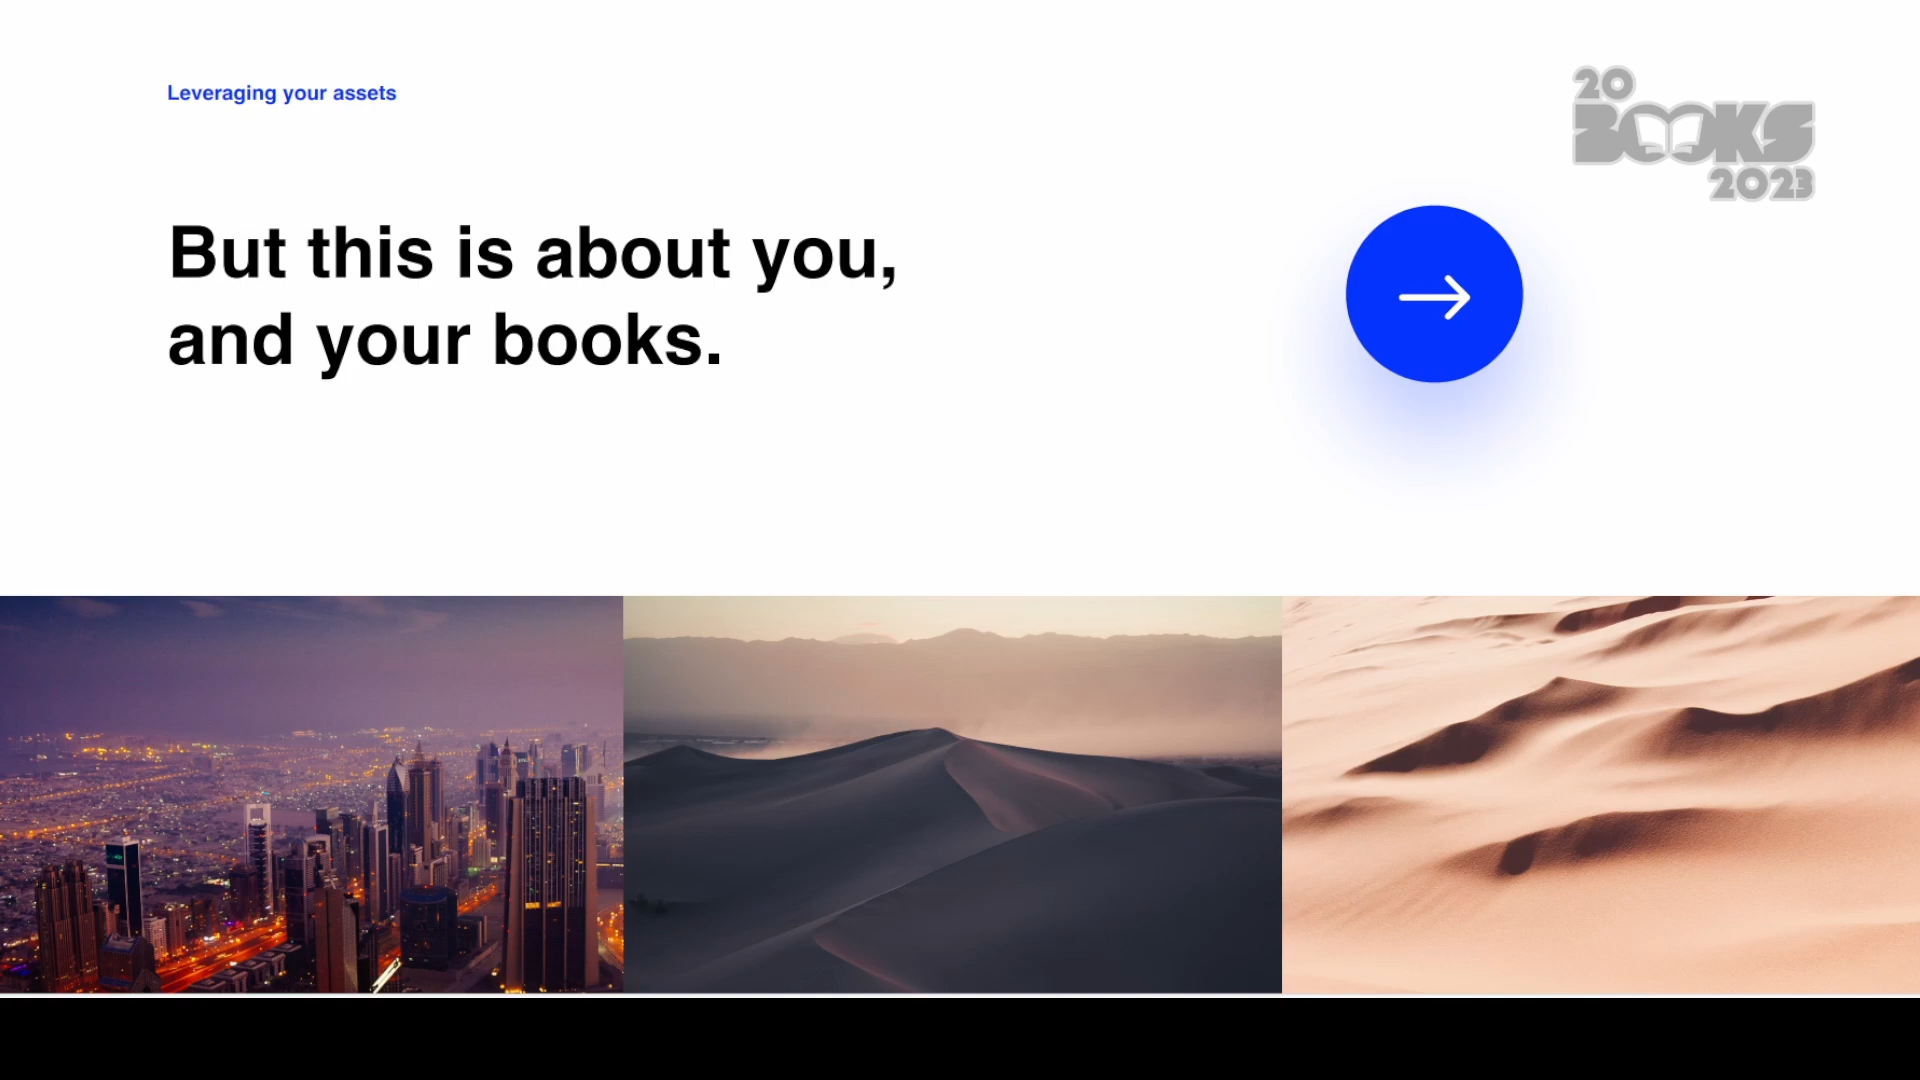 Leveraging your assets
20
BOOKS
2023
But this is about you,
and your books.